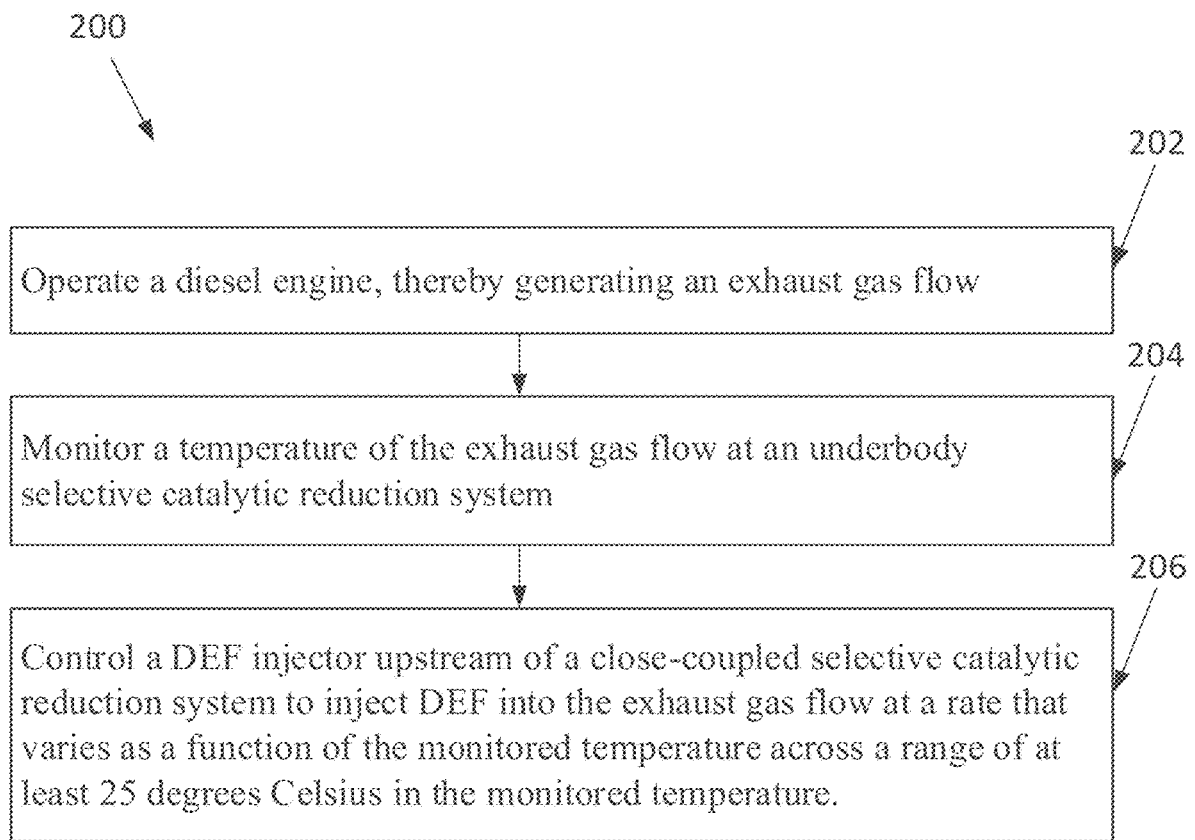 200
202
Operate a diesel engine, thereby generating an exhaust gas flow
204
Monitor a temperature of the exhaust gas flow at an underbody
selective catalytic reduction system
206
Control a DEF injector upstream of a close-coupled selective catalytic
reduction system to inject DEF into the exhaust gas flow at a rate that
varies as a function of the monitored temperature across a range of at
least 25 degrees Celsius in the monitored temperature.